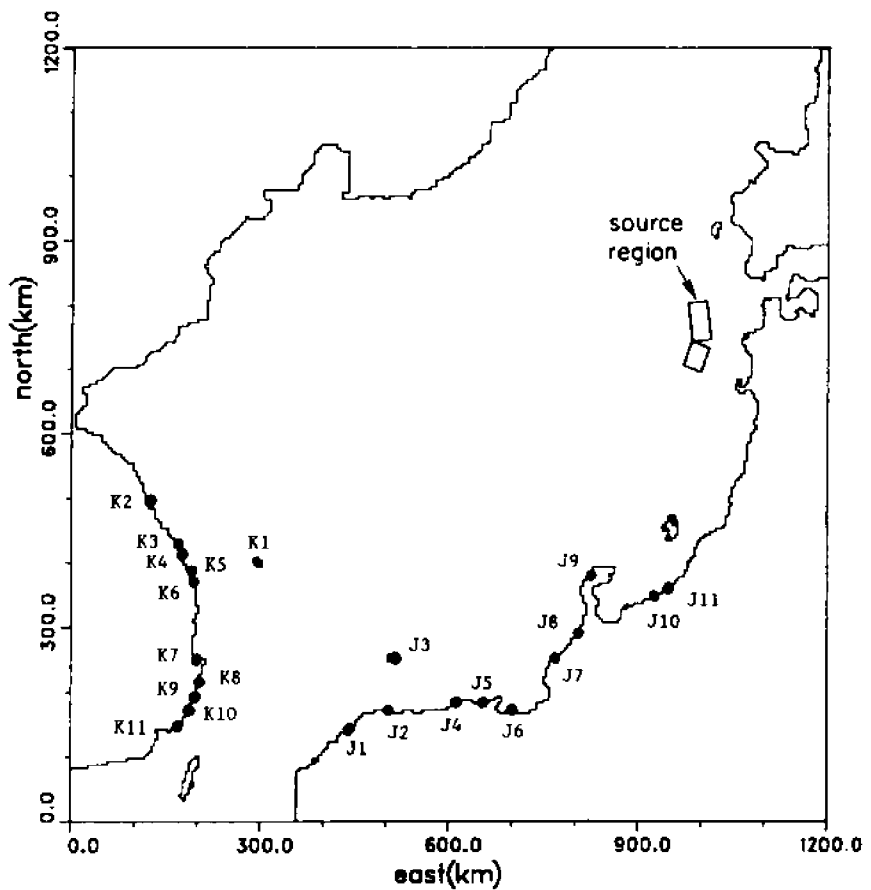 1200.0
900.0
600.0
300.0
0.0
north(km)
source
region
K2
K3
K1
K4
K5
K6
K7
K8
K9
K10
K11
J9
J11
J10
J8
J7
J3
J5
J4
J6
J2
J1
0.0
300.0
600.0
900.0
1200.0
east(km)